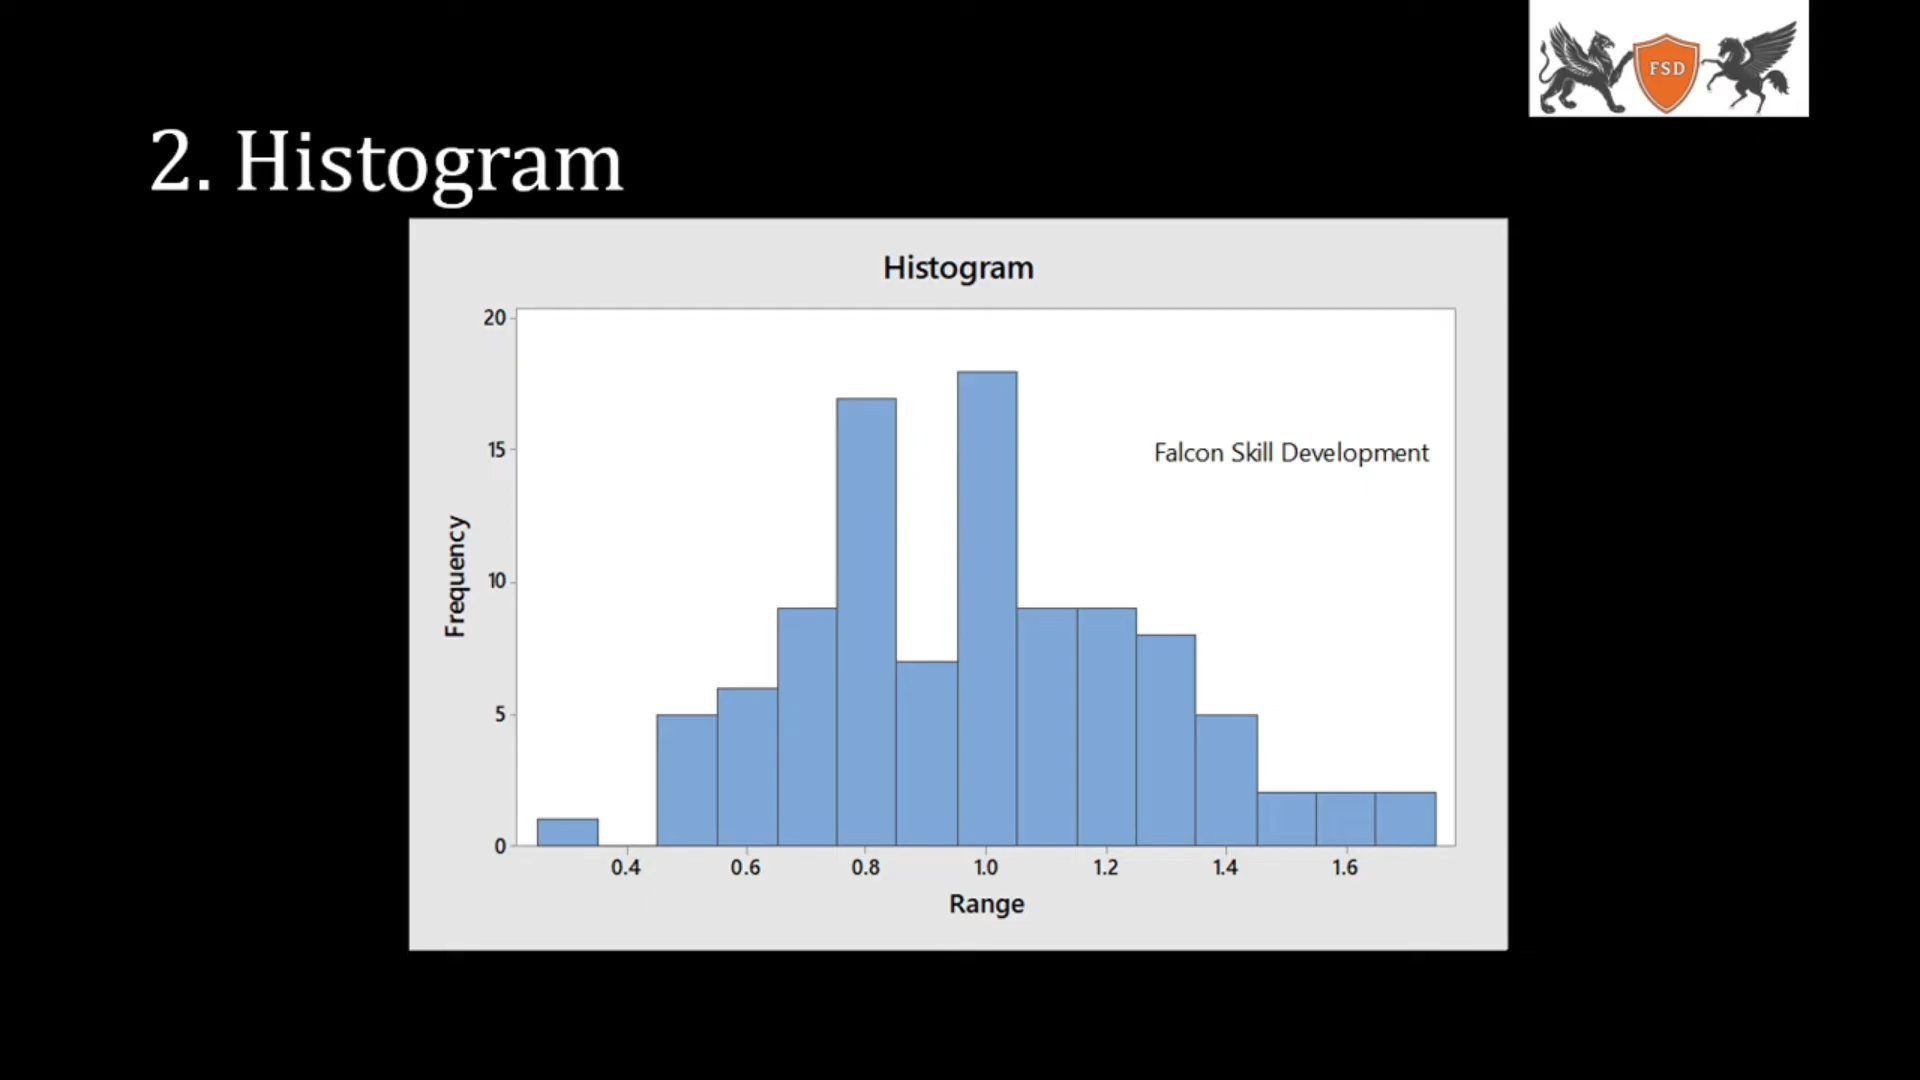 FSD
2. Histogram
Histogram
20
15
10
5
0
Frequency
Falcon Skill Development
0.4 0.6 0.8 1.0 1.2 1.4 1.6
Range